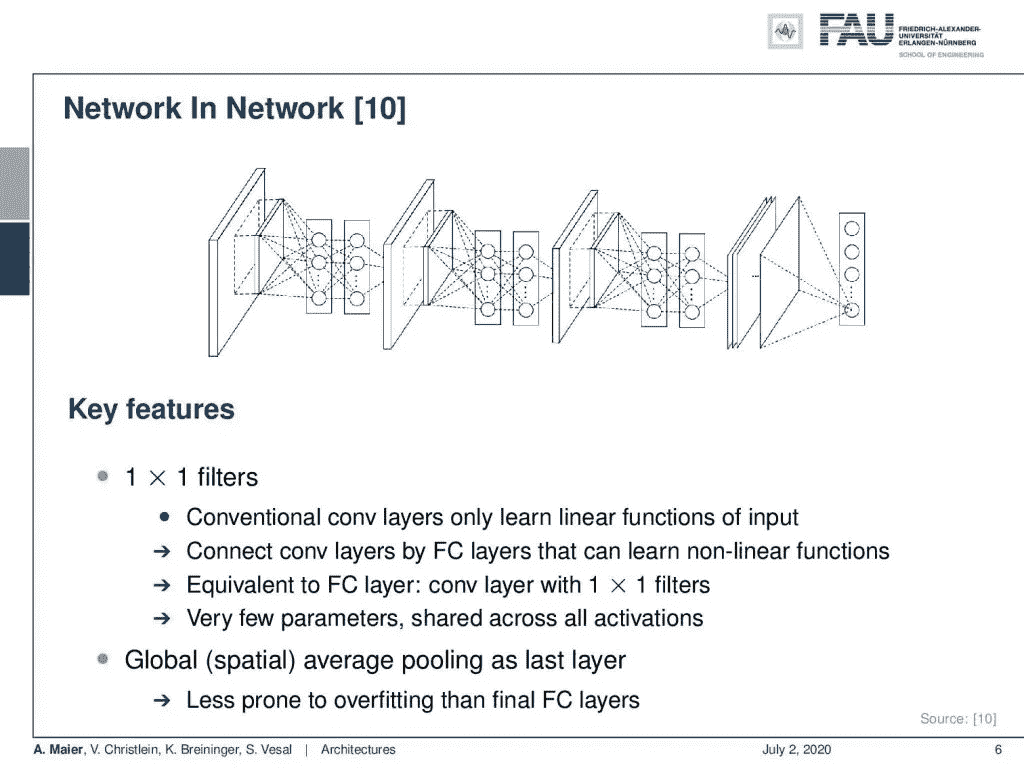 FAU
FRIEDRICH-ALEXANDER-
UNIVERSITÄT
ERLANGEN-NÜRNBERG
SCHOOL OF ENGINEERING
Network In Network [10]
...
Key features
1 × 1 filters
Conventional conv layers only learn linear functions of input
→ Connect conv layers by FC layers that can learn non-linear functions
→ Equivalent to FC layer: conv layer with 1 × 1 filters
→ Very few parameters, shared across all activations
Global (spatial) average pooling as last layer
→ Less prone to overfitting than final FC layers
Source: [10]
A. Maier, V. Christlein, K. Breininger, S. Vesal | Architectures July 2, 2020 6